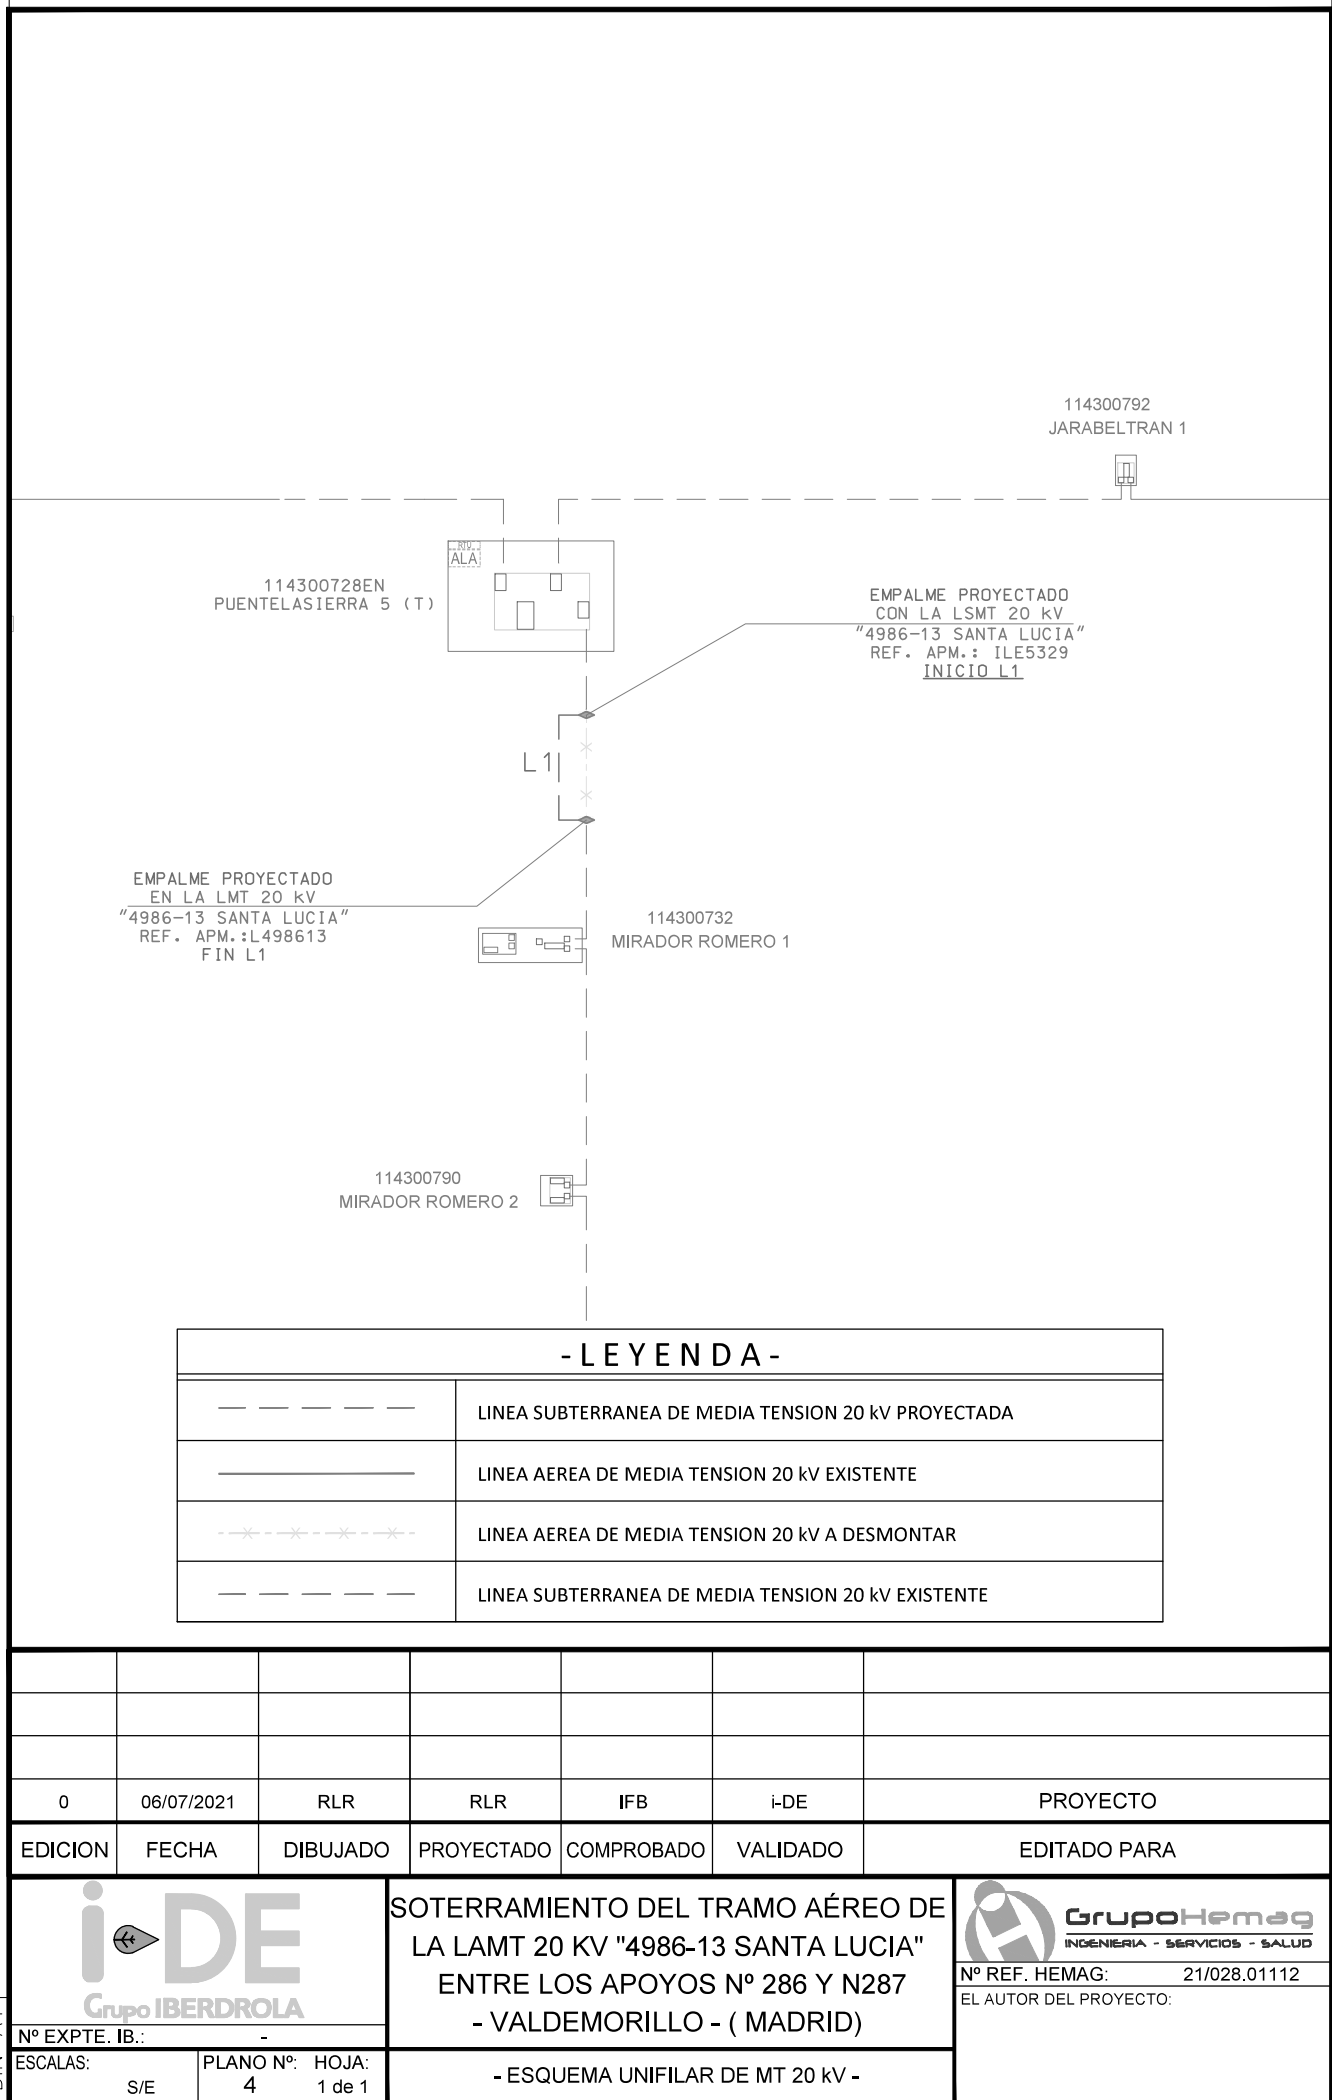 114300792
JARABELTRAN 1
RTU
ALA
114300728EN
PUENTELASIERRA 5 (T)
EMPALME PROYECTADO
CON LA LSMT 20 kV
"4986-13 SANTA LUCIA"
REF. APM.: ILE5329
INICIO L1
L1
EMPALME PROYECTADO
EN LA LMT 20 kV
"4986-13 SANTA LUCIA"
REF. APM.:L498613
FIN L1
114300732
MIRADOR ROMERO 1
114300790
MIRADOR ROMERO 2
-LEYENDA-
LINEA SUBTERRANEA DE MEDIA TENSION 20 kV PROYECTADA
LINEA AEREA DE MEDIA TENSION 20 kV EXISTENTE
LINEA AEREA DE MEDIA TENSION 20 kV A DESMONTAR
LINEA SUBTERRANEA DE MEDIA TENSION 20 kV EXISTENTE
0 06/07/2021 RLR RLR IFB i-DE PROYECTO
EDICION FECHA DIBUJADO PROYECTADO COMPROBADO VALIDADO EDITADO PARA
i-DE
Grupo IBERDROLA
Nº EXPTE. IB.: -
ESCALAS:
S/E
PLANO Nº: HOJA:
4 1 de 1
SOTERRAMIENTO DEL TRAMO AÉREO DE
LA LAMT 20 KV "4986-13 SANTA LUCIA"
ENTRE LOS APOYOS Nº 286 Y N287
- VALDEMORILLO - ( MADRID)
- ESQUEMA UNIFILAR DE MT 20 kV -
GrupoHemag
INGENIERIA - SERVICIOS - SALUD
Nº REF. HEMAG: 21/028.01112
EL AUTOR DEL PROYECTO: